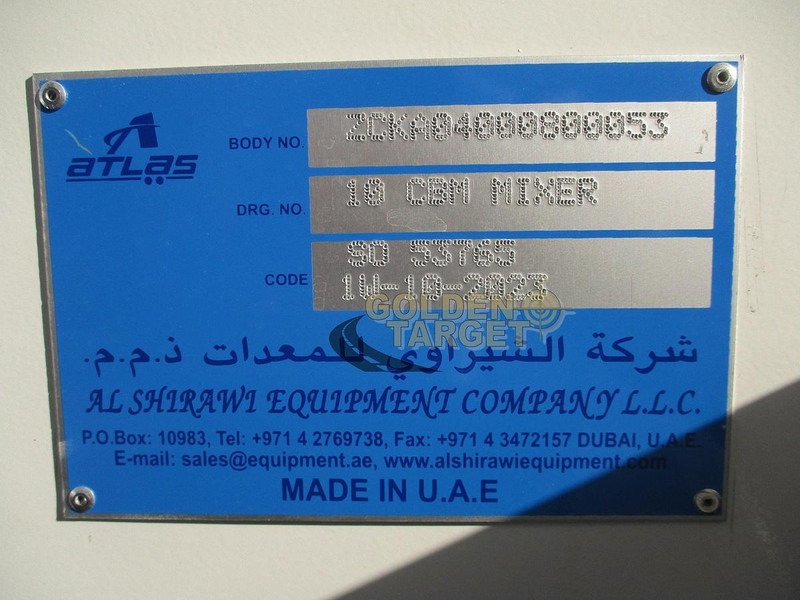 ATLAS
BODY NO. ZCKA04000800053
DRG. NO. 10 CBM MIXER
CODE SO 53765
14-10-2023
GOLDEN
TARGET
شركة الشيراوي للمعدات ذ.م.م.
AL SHIRAWI EQUIPMENT COMPANY L.L.C.
P.O.Box: 10983, Tel: +971 4 2769738, Fax: +971 4 3472157 DUBAI, U.A.E.
E-mail: sales@equipment.ae, www.alshirawiequipment.com
MADE IN U.A.E